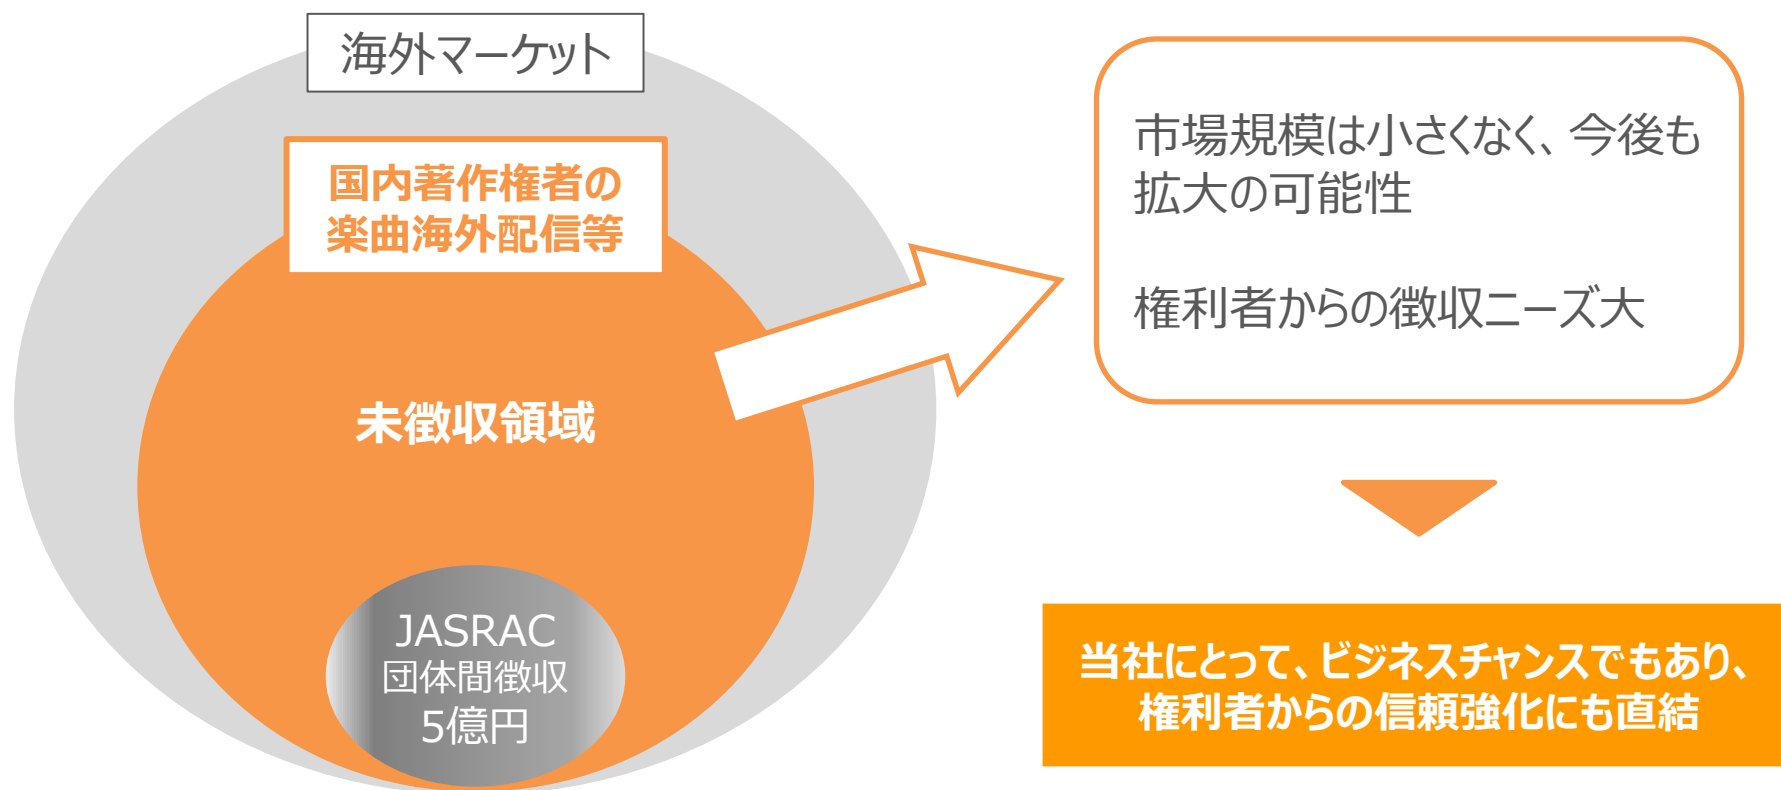 海外マーケット
国内著作権者の
楽曲海外配信等
未徴収領域
JASRAC
団体間徴収
5億円
市場規模は小さくなく、今後も
拡大の可能性
権利者からの徴収ニーズ大
当社にとって、ビジネスチャンスでもあり、
権利者からの信頼強化にも直結